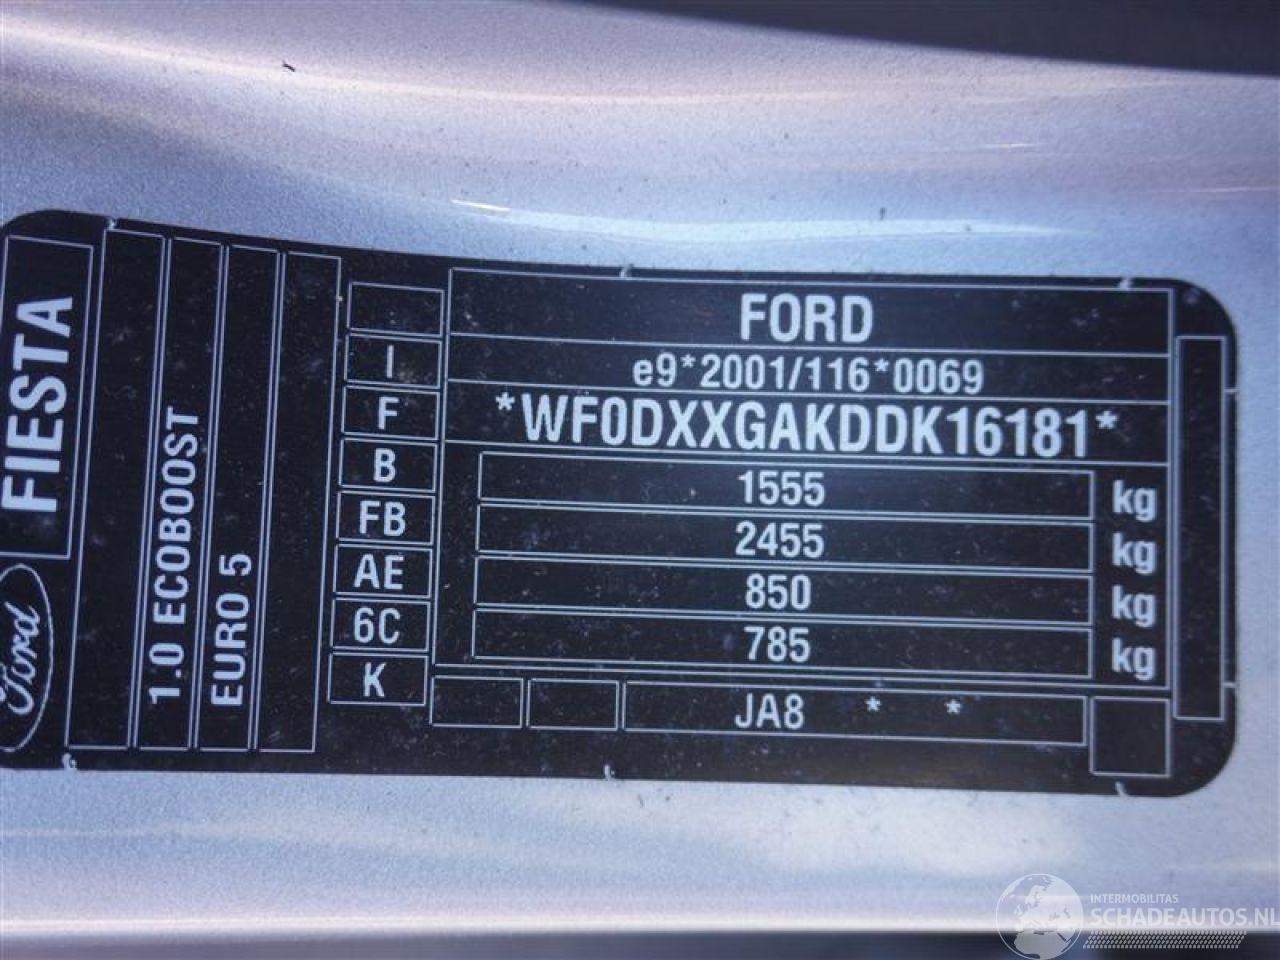 FIESTA
Ford
1.0 ECOBOOST
EURO 5
FORD
I e9*2001/116*0069
F *WF0DXXGAKDDK16181*
B 1555 kg
FB 2455 kg
AE 850 kg
6C 785 kg
K JA8 * *
INTERMOBILITAS
SCHADEAUTOS.NL